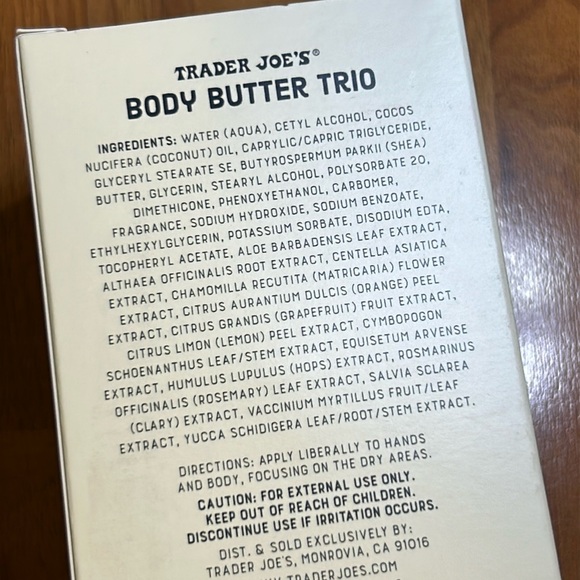 TRADER JOE'S®
BODY BUTTER TRIO
INGREDIENTS: WATER (AQUA), CETYL ALCOHOL, COCOS
NUCIFERA (COCONUT) OIL, CAPRYLIC/CAPRIC TRIGLYCERIDE,
GLYCERYL STEARATE SE, BUTYROSPERMUM PARKII (SHEA)
BUTTER, GLYCERIN, STEARYL ALCOHOL, POLYSORBATE 20,
DIMETHICONE, PHENOXYETHANOL, CARBOMER,
FRAGRANCE, SODIUM HYDROXIDE, SODIUM BENZOATE,
ETHYLHEXYLGLYCERIN, POTASSIUM SORBATE, DISODIUM EDTA,
TOCOPHERYL ACETATE, ALOE BARBADENSIS LEAF EXTRACT,
ALTHAEA OFFICINALIS ROOT EXTRACT, CENTELLA ASIATICA
EXTRACT, CHAMOMILLA RECUTITA (MATRICARIA) FLOWER
EXTRACT, CITRUS AURANTIUM DULCIS (ORANGE) PEEL
EXTRACT, CITRUS GRANDIS (GRAPEFRUIT) FRUIT EXTRACT,
CITRUS LIMON (LEMON) PEEL EXTRACT, CYMBOPOGON
SCHOENANTHUS LEAF/STEM EXTRACT, EQUISETUM ARVENSE
EXTRACT, HUMULUS LUPULUS (HOPS) EXTRACT, ROSMARINUS
OFFICINALIS (ROSEMARY) LEAF EXTRACT, SALVIA SCLAREA
(CLARY) EXTRACT, VACCINIUM MYRTILLUS FRUIT/LEAF
EXTRACT, YUCCA SCHIDIGERA LEAF/ROOT/STEM EXTRACT.
DIRECTIONS: APPLY LIBERALLY TO HANDS
AND BODY, FOCUSING ON THE DRY AREAS.
CAUTION: FOR EXTERNAL USE ONLY.
KEEP OUT OF REACH OF CHILDREN.
DISCONTINUE USE IF IRRITATION OCCURS.
DIST. & SOLD EXCLUSIVELY BY:
TRADER JOE'S, MONROVIA, CA 91016
TRADERJOES.COM